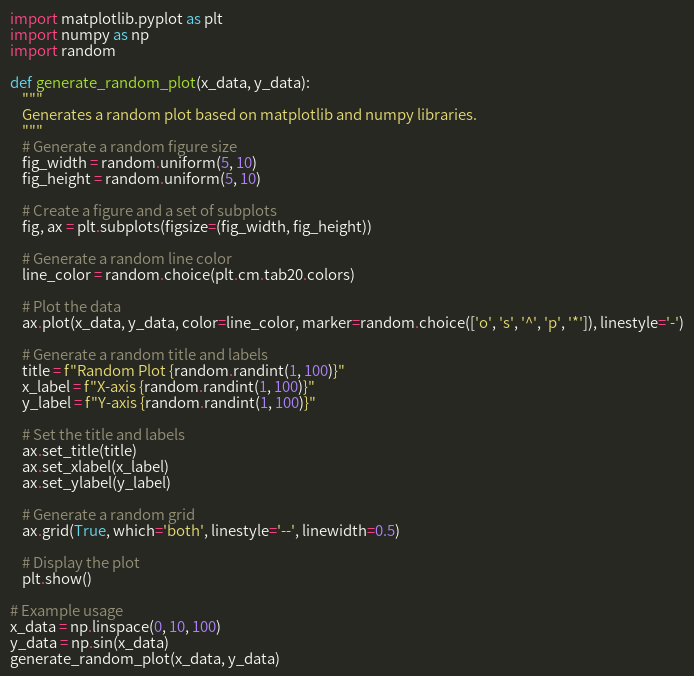 import matplotlib.pyplot as plt
import numpy as np
import random

def generate_random_plot(x_data, y_data):
    """
    Generates a random plot based on matplotlib and numpy libraries.
    """
    # Generate a random figure size
    fig_width = random.uniform(5, 10)
    fig_height = random.uniform(5, 10)

    # Create a figure and a set of subplots
    fig, ax = plt.subplots(figsize=(fig_width, fig_height))

    # Generate a random line color
    line_color = random.choice(plt.cm.tab20.colors)

    # Plot the data
    ax.plot(x_data, y_data, color=line_color, marker=random.choice(['o', 's', '^', 'p', '*']), linestyle='-')

    # Generate a random title and labels
    title = f"Random Plot {random.randint(1, 100)}"
    x_label = f"X-axis {random.randint(1, 100)}"
    y_label = f"Y-axis {random.randint(1, 100)}"

    # Set the title and labels
    ax.set_title(title)
    ax.set_xlabel(x_label)
    ax.set_ylabel(y_label)

    # Generate a random grid
    ax.grid(True, which='both', linestyle='--', linewidth=0.5)

    # Display the plot
    plt.show()

# Example usage
x_data = np.linspace(0, 10, 100)
y_data = np.sin(x_data)
generate_random_plot(x_data, y_data)